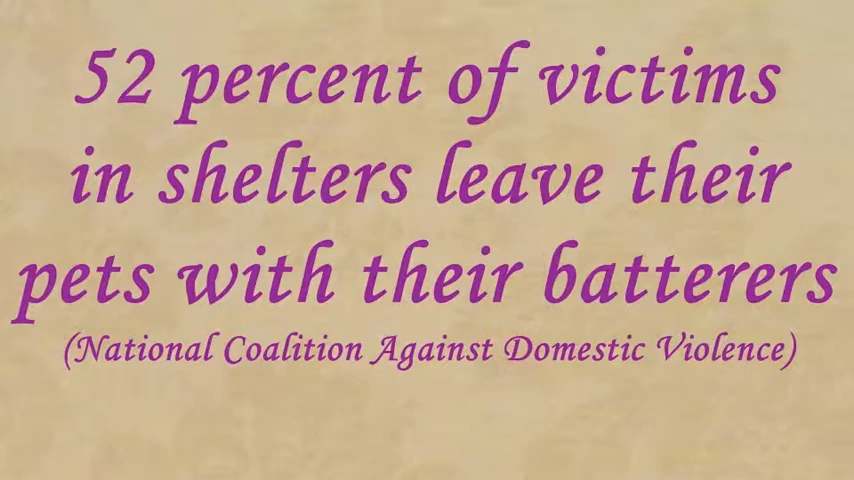 52 percent of victims
in shelters leave their
pets with their batterers
(National Coalition Against Domestic Violence)